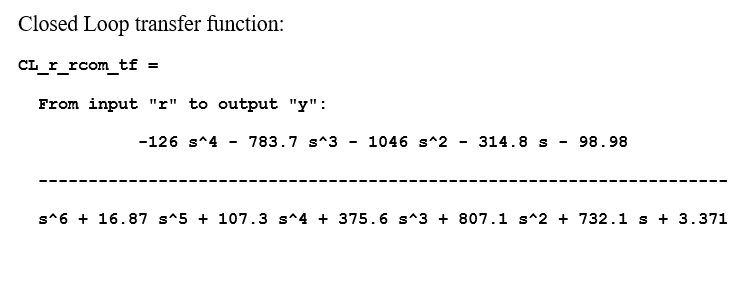 Closed Loop transfer function:
CL_r_rcom_tf =
From input "r" to output "y":
-126 s^4 - 783.7 s^3 - 1046 s^2 - 314.8 s - 98.98
---------------------------------------------------------------------
s^6 + 16.87 s^5 + 107.3 s^4 + 375.6 s^3 + 807.1 s^2 + 732.1 s + 3.371